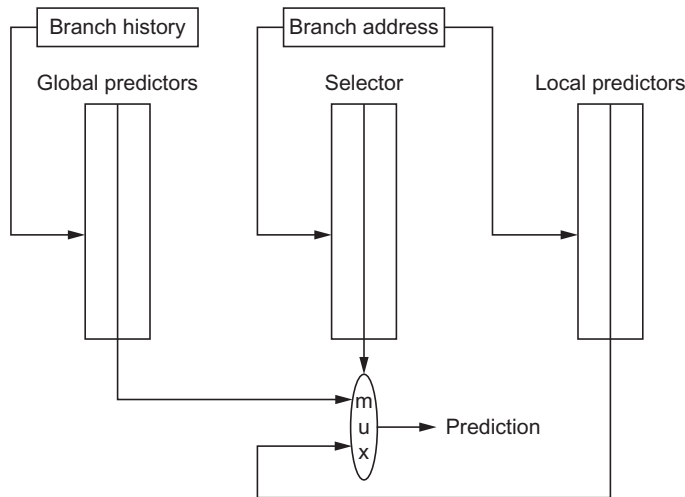 Branch history
Branch address
Global predictors
Selector
Local predictors
m
u
x
Prediction